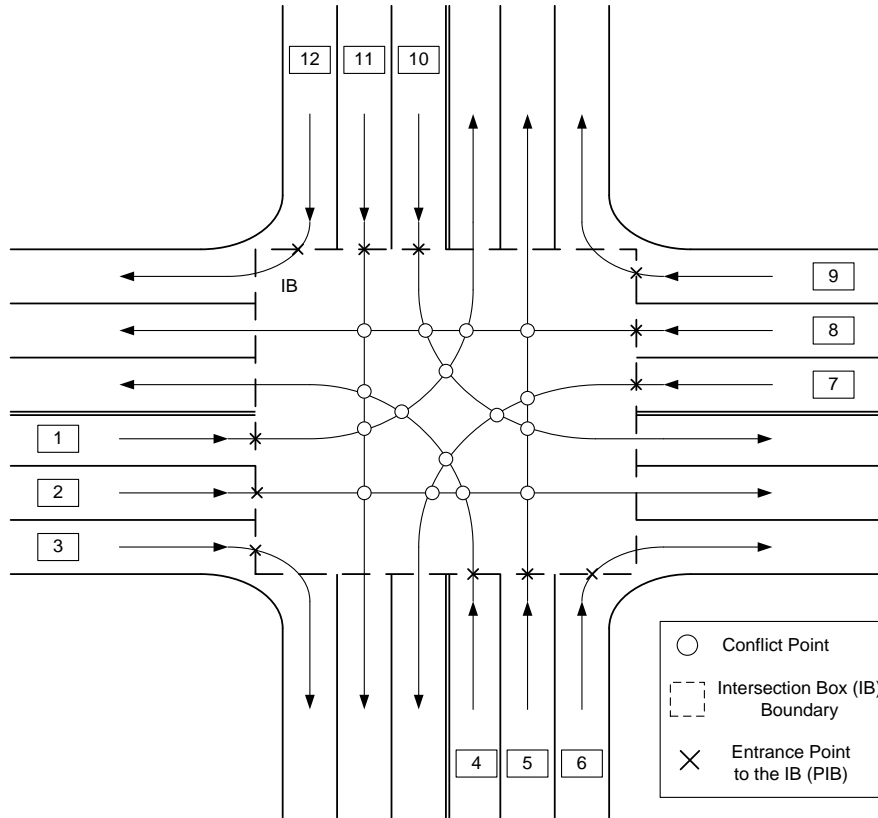 12
11
10
IB
9
8
7
1
2
3
4
5
6
Conflict Point
Intersection Box (IB)
Boundary
Entrance Point
to the IB (PIB)